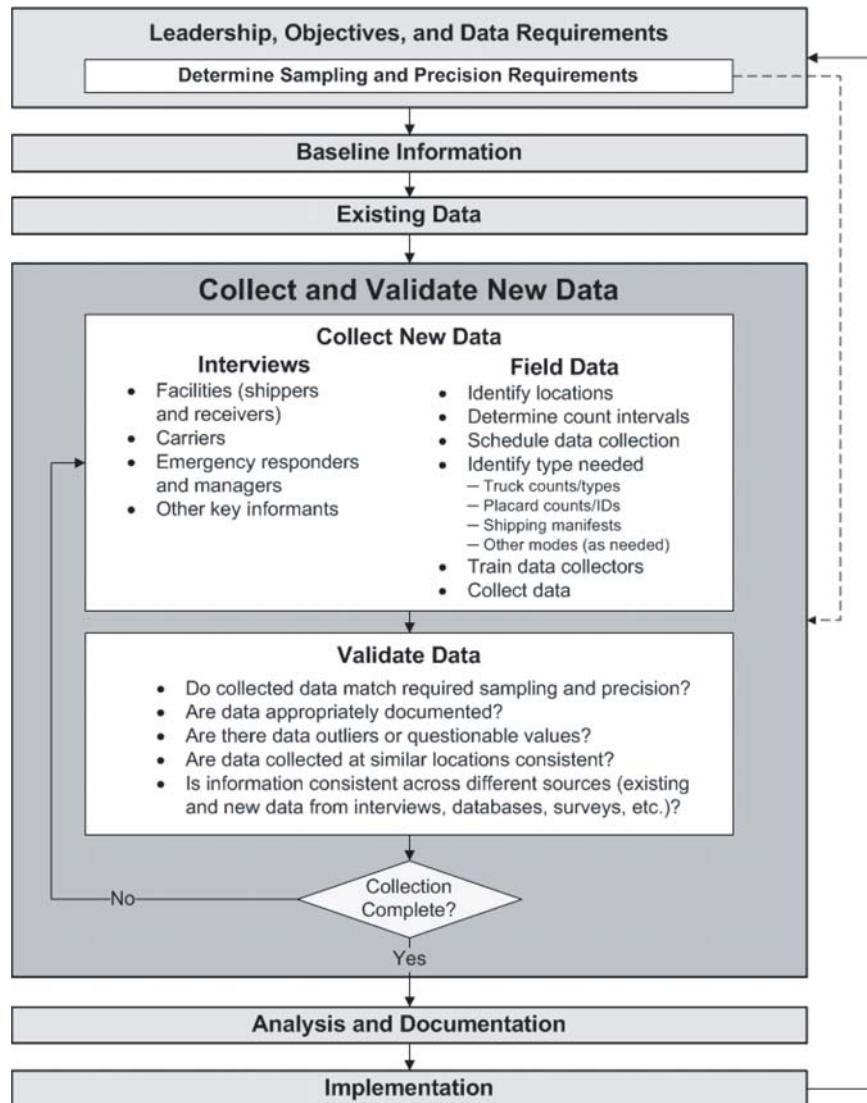 Leadership, Objectives, and Data Requirements
Determine Sampling and Precision Requirements
Baseline Information
Existing Data
Collect and Validate New Data
Collect New Data
Interviews
• Facilities (shippers
and receivers)
• Carriers
• Emergency responders
and managers
• Other key informants
Field Data
• Identify locations
• Determine count intervals
• Schedule data collection
• Identify type needed
– Truck counts/types
– Placard counts/IDs
– Shipping manifests
– Other modes (as needed)
• Train data collectors
• Collect data
Validate Data
• Do collected data match required sampling and precision?
• Are data appropriately documented?
• Are there data outliers or questionable values?
• Are data collected at similar locations consistent?
• Is information consistent across different sources (existing
and new data from interviews, databases, surveys, etc.)?
Collection
Complete?
No
Yes
Analysis and Documentation
Implementation